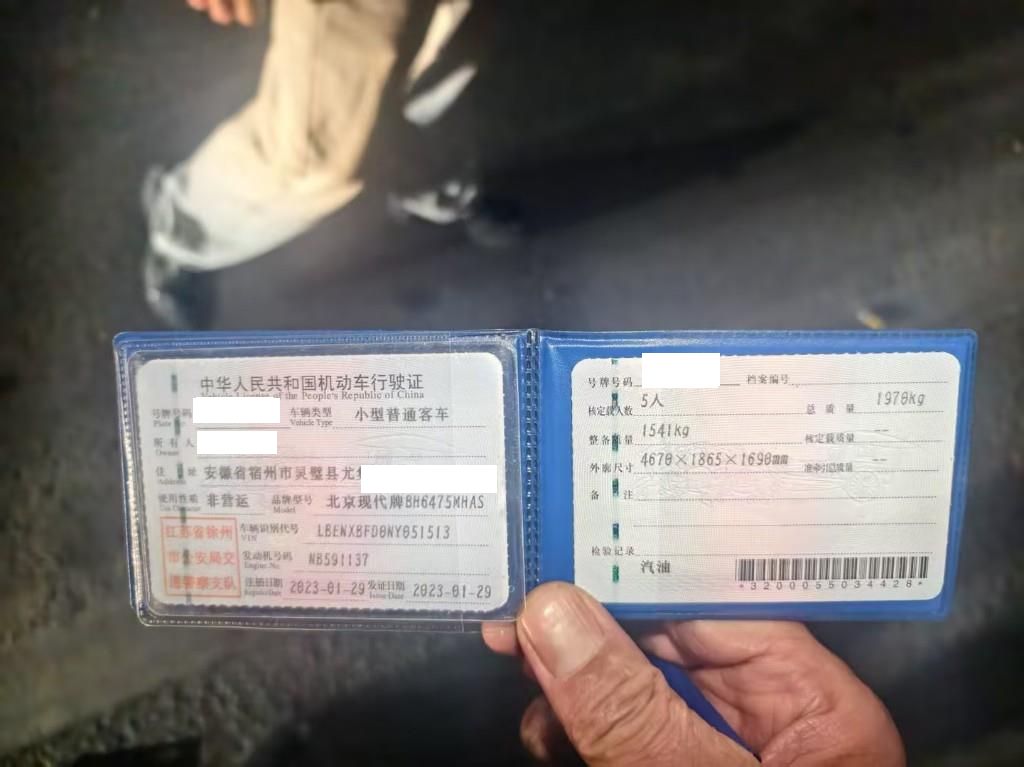 中华人民共和国机动车行驶证
Vehicle License of the People's Republic of China
号牌号码 车辆类型 小型普通客车
Plate No. Vehicle Type
所有人
Owner
住址 安徽省宿州市灵璧县尤集
Address
使用性质 非营运 品牌型号 北京现代牌BH6475MHAS
Use Character Model
江苏省徐州
市公安局交
通警察支队
车辆识别代号 LBENXBFD0NY051513
VIN
发动机号码 NB591137
Engine No.
注册日期 2023-01-29 发证日期 2023-01-29
Register Date Issue Date
号牌号码 档案编号
核定载人数 5人 总质量 1970kg
整备质量 1541kg 核定载质量 --
外廓尺寸 4670×1865×1690mm 准牵引总质量 --
备注
检验记录
汽油
*3200055034428*